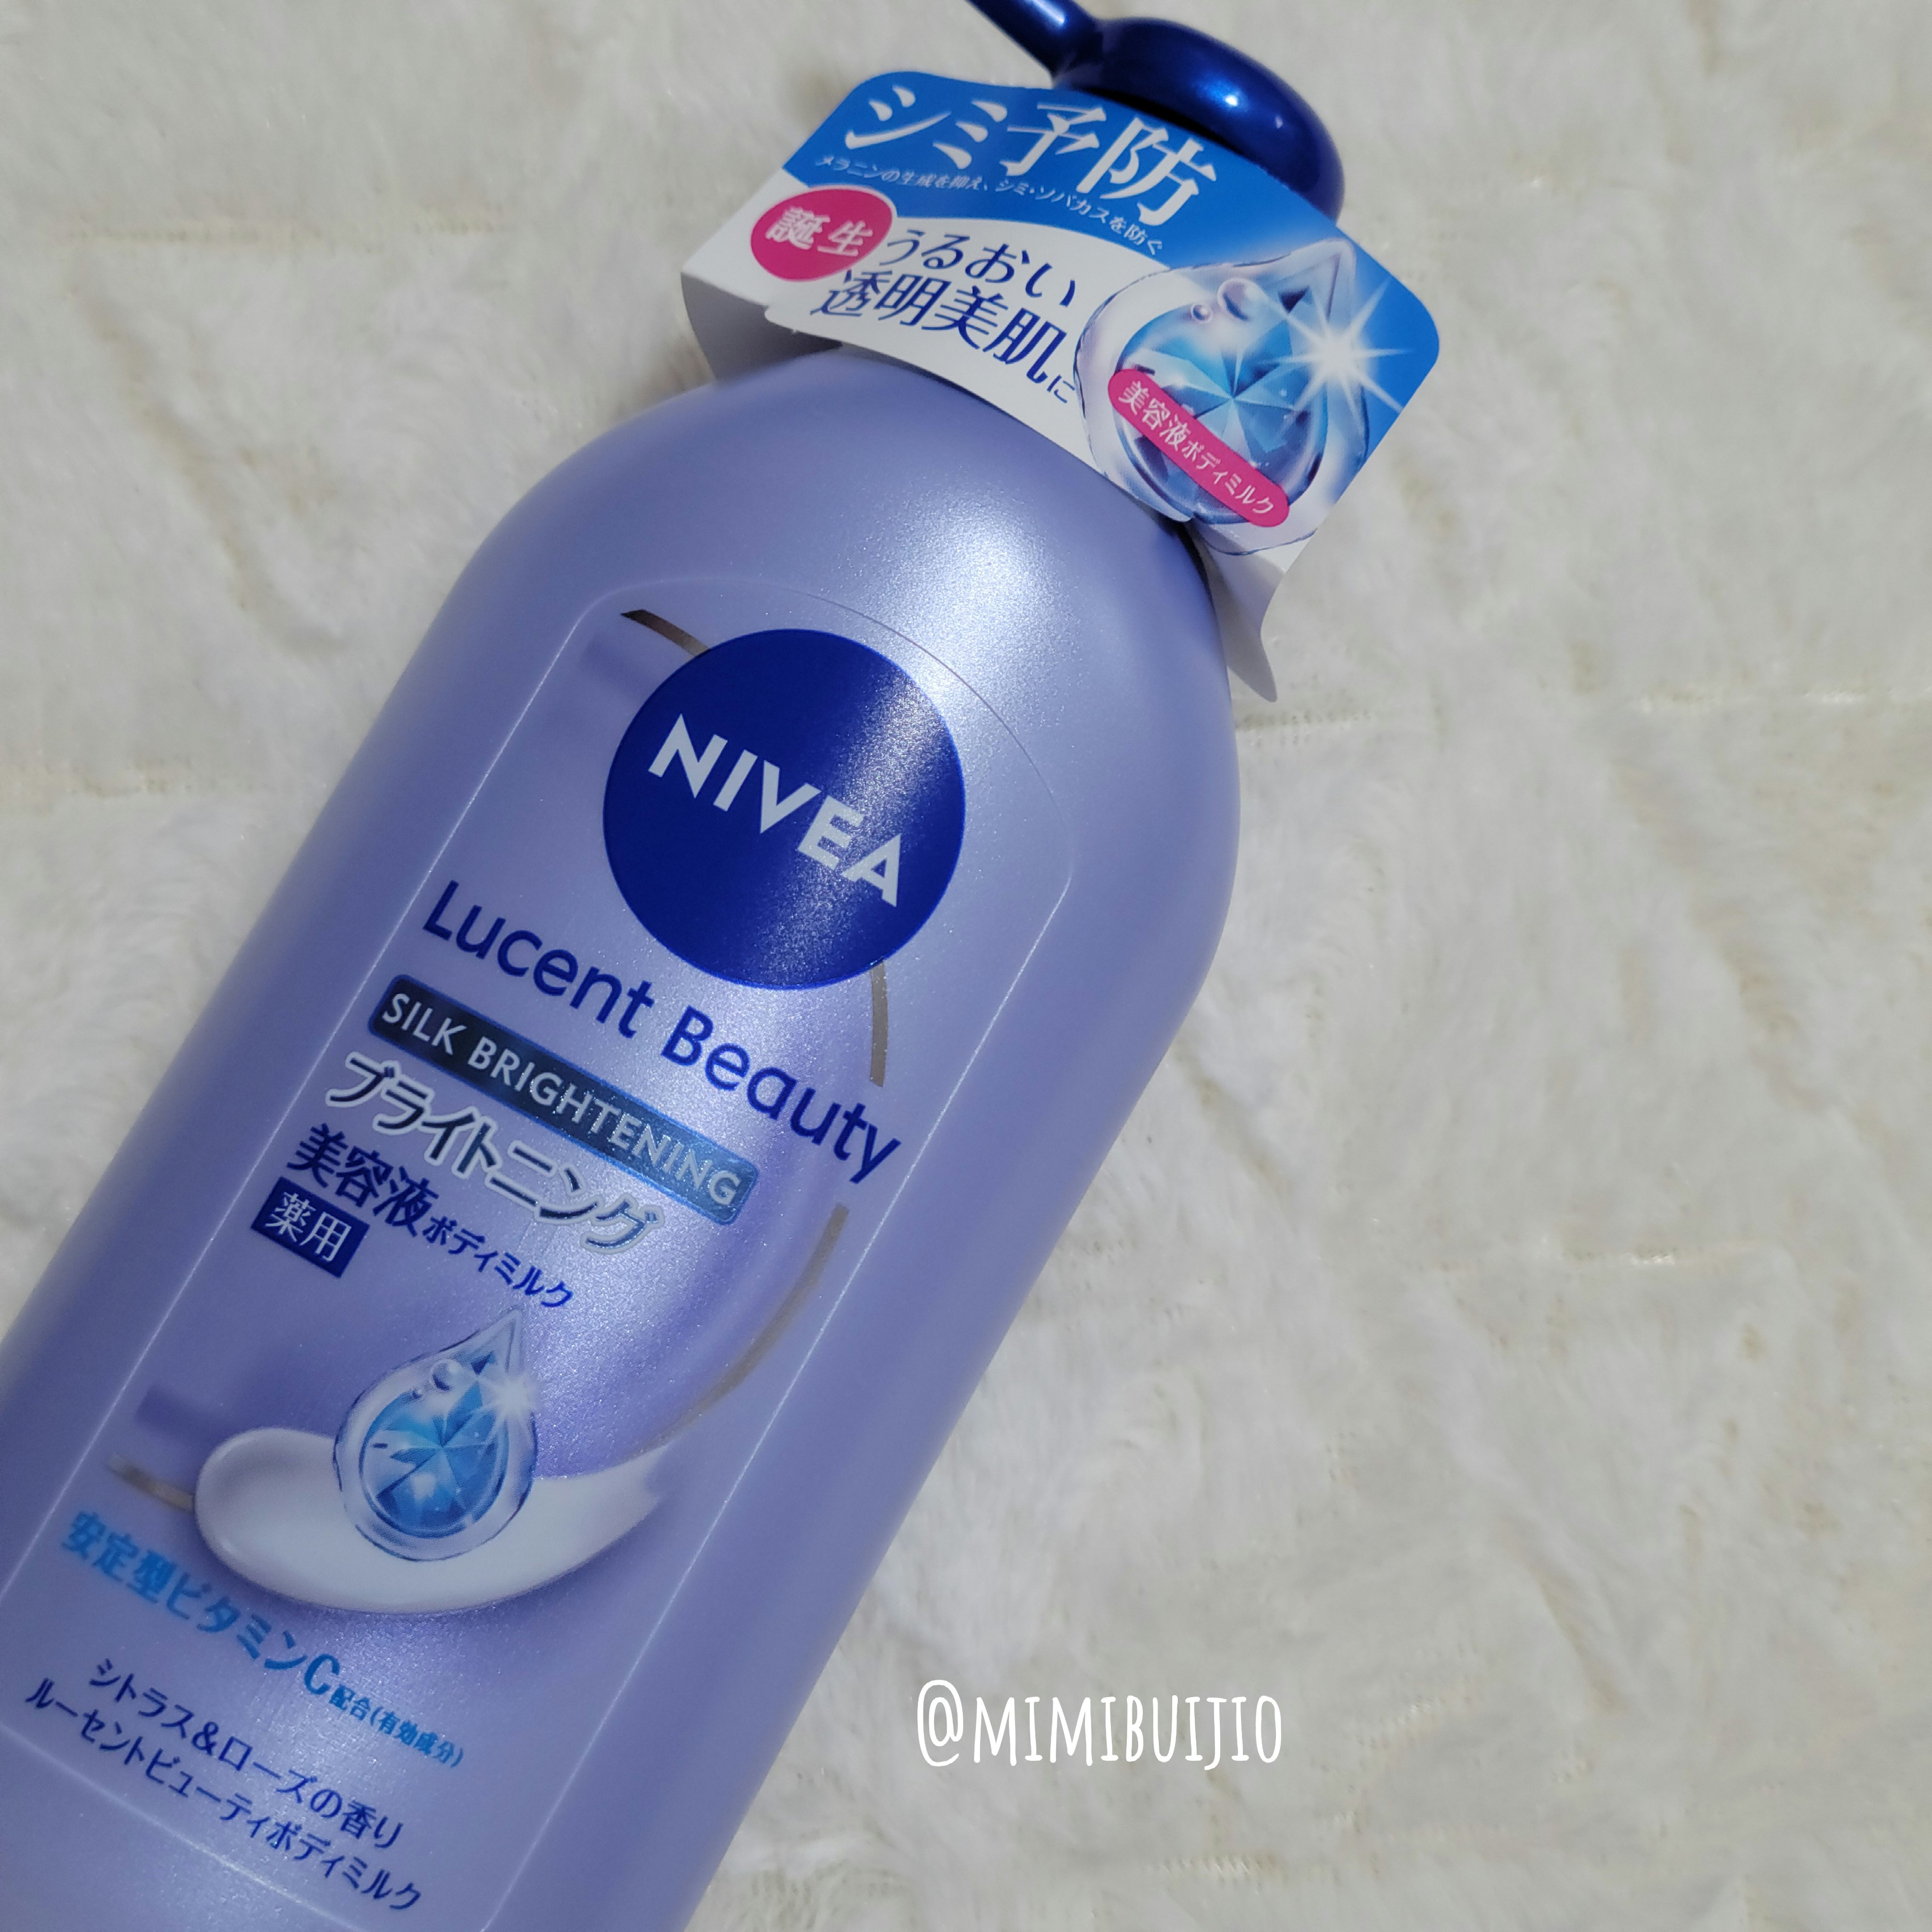 シミ予防
メラニンの生成を抑え、シミ・ソバカスを防ぐ
誕生
うるおい
透明美肌に
美容液ボディミルク
NIVEA
Lucent Beauty
SILK BRIGHTENING
ブライトニング
美容液ボディミルク
薬用
安定型ビタミンC配合(有効成分)
シトラス&ローズの香り
ルーセントビューティボディミルク
@MIMIBUIJIO